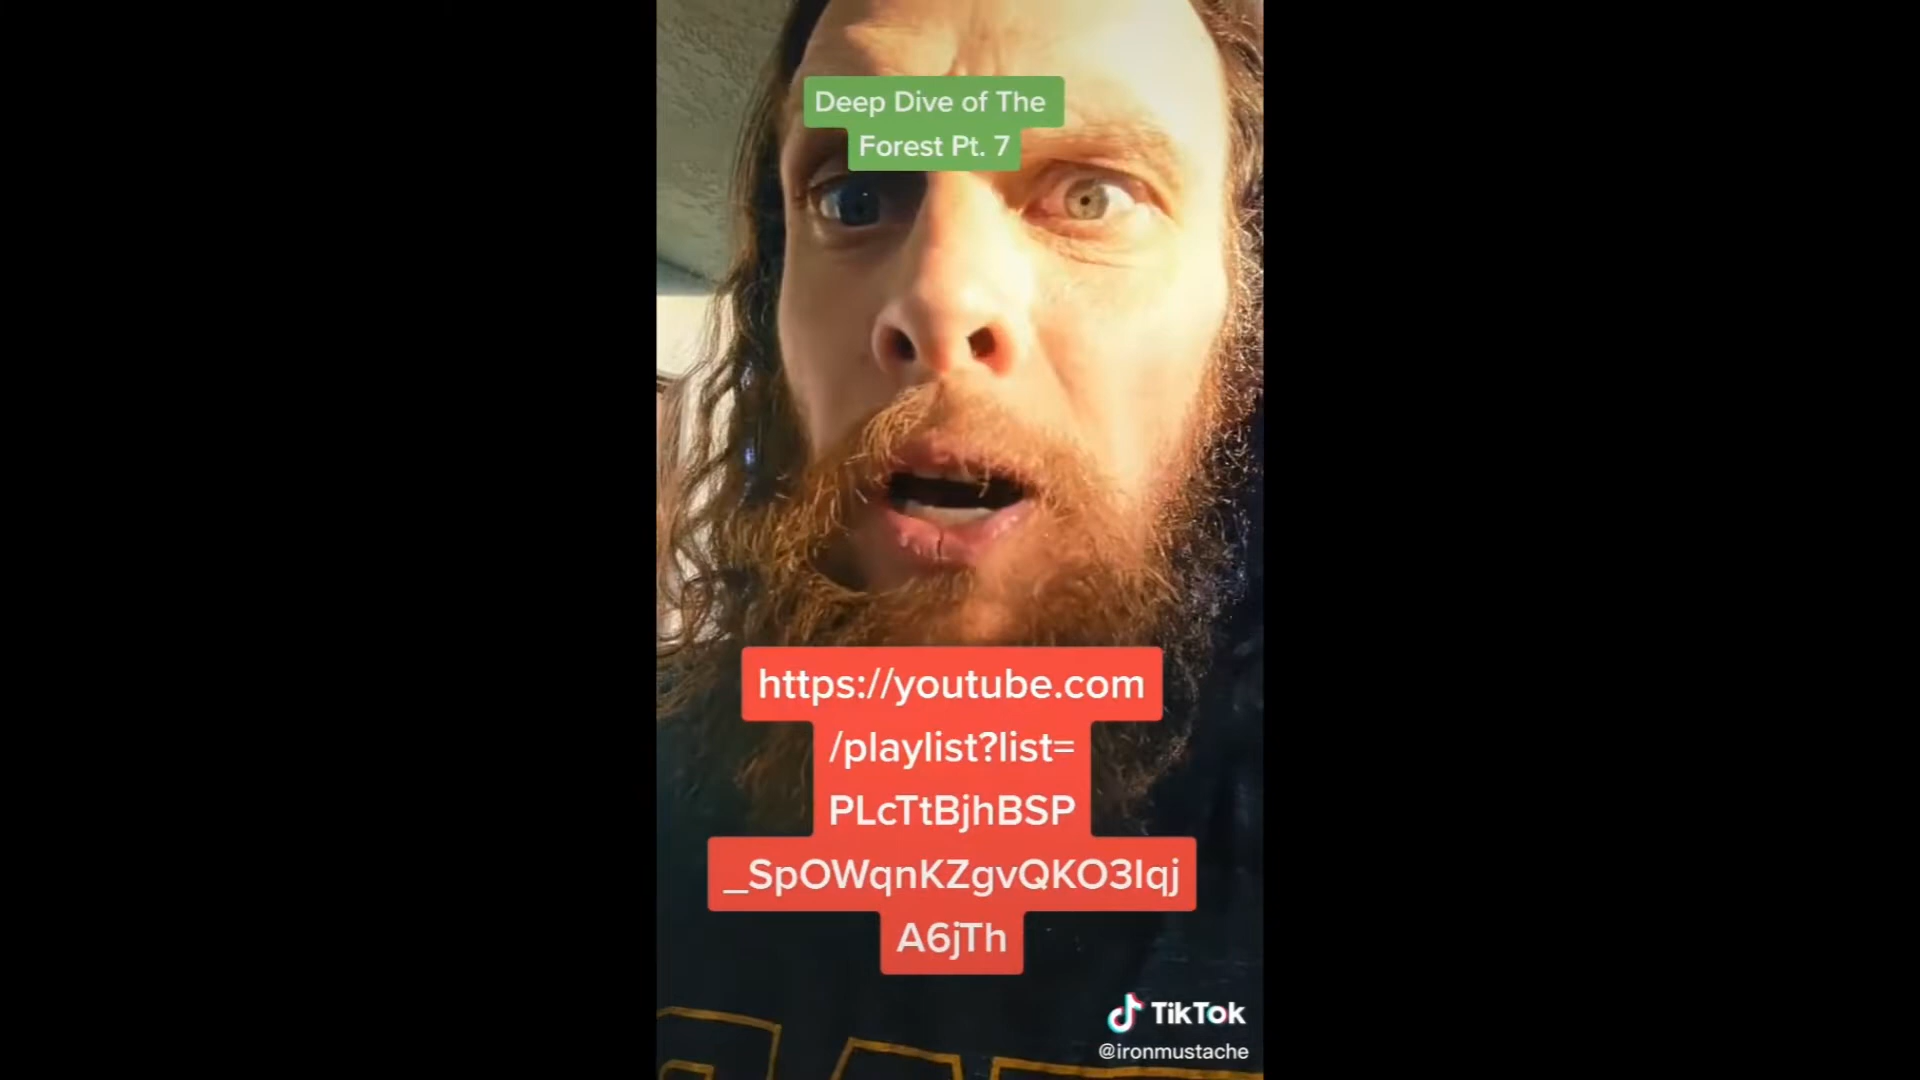 Deep Dive of The
Forest Pt. 7
https://youtube.com
/playlist?list=
PLcTtBjhBSP
_SpOWqnKZgvQKO3Iqj
A6jTh
TikTok
@ironmustache